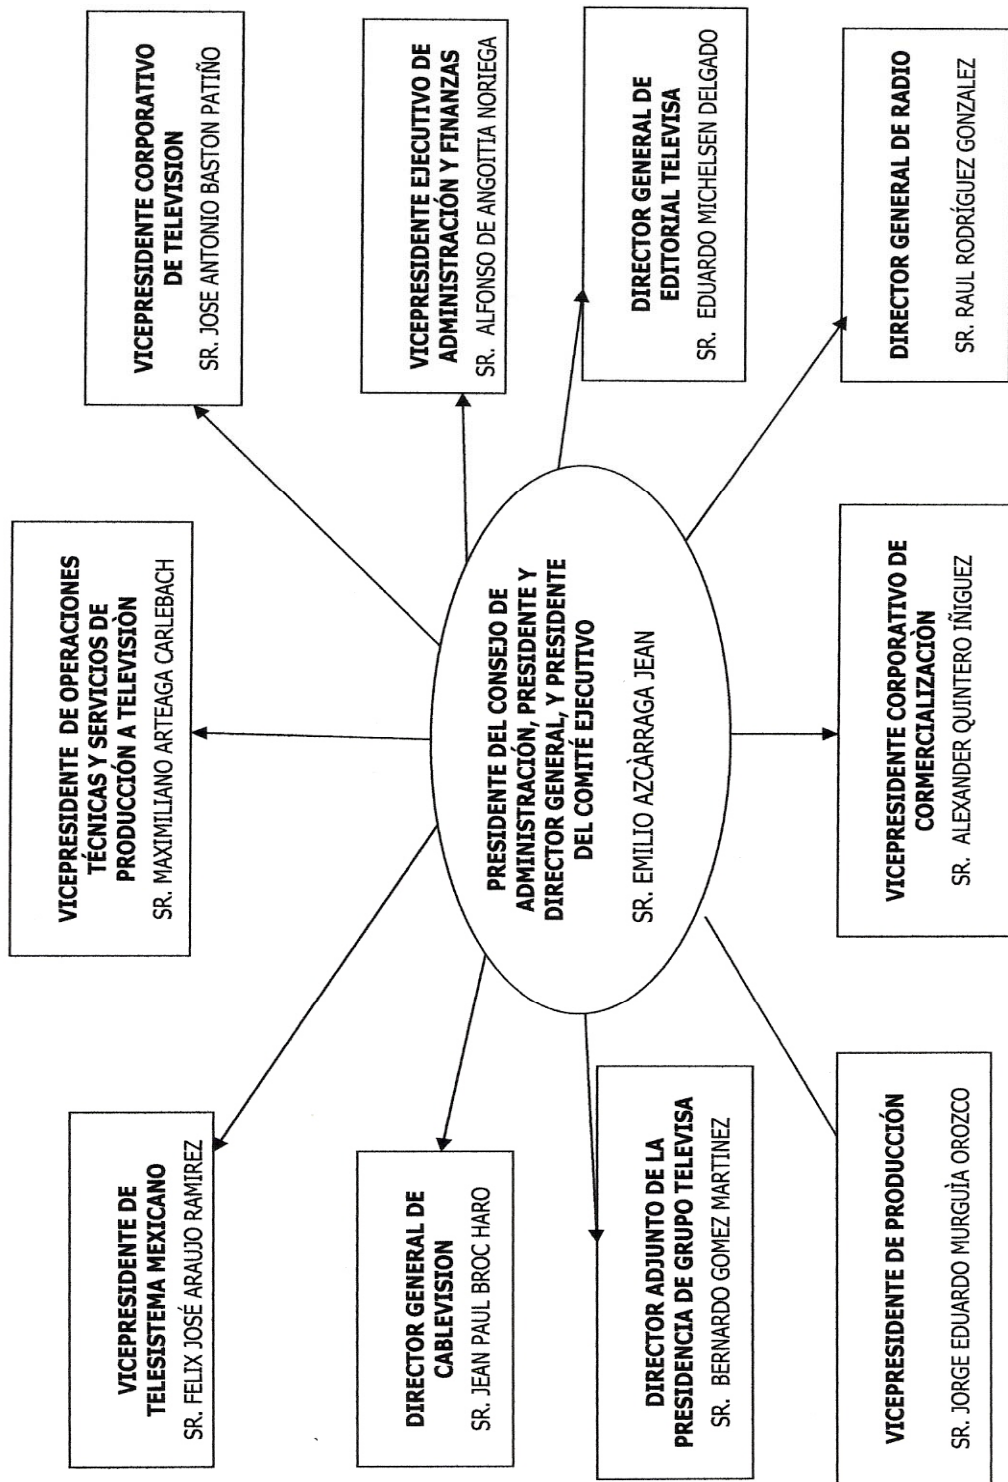 VICEPRESIDENTE DE
TELESISTEMA MEXICANO
SR. FELIX JOSÉ ARAUJO RAMIREZ
VICEPRESIDENTE DE OPERACIONES
TÉCNICAS Y SERVICIOS DE
PRODUCCIÓN A TELEVISIÒN
SR. MAXIMILIANO ARTEAGA CARLEBACH
VICEPRESIDENTE CORPORATIVO
DE TELEVISION
SR. JOSE ANTONIO BASTON PATIÑO
DIRECTOR GENERAL DE
CABLEVISION
SR. JEAN PAUL BROC HARO
VICEPRESIDENTE EJECUTIVO DE
ADMINISTRACIÓN Y FINANZAS
SR. ALFONSO DE ANGOITIA NORIEGA
PRESIDENTE DEL CONSEJO DE
ADMINISTRACIÓN, PRESIDENTE Y
DIRECTOR GENERAL, Y PRESIDENTE
DEL COMITÉ EJECUTIVO
SR. EMILIO AZCÀRRAGA JEAN
DIRECTOR ADJUNTO DE LA
PRESIDENCIA DE GRUPO TELEVISA
SR. BERNARDO GOMEZ MARTINEZ
DIRECTOR GENERAL DE
EDITORIAL TELEVISA
SR. EDUARDO MICHELSEN DELGADO
VICEPRESIDENTE DE PRODUCCIÓN
SR. JORGE EDUARDO MURGUÌA OROZCO
VICEPRESIDENTE CORPORATIVO DE
CORMERCIALIZACIÒN
SR. ALEXANDER QUINTERO IÑIGUEZ
DIRECTOR GENERAL DE RADIO
SR. RAUL RODRÍGUEZ GONZALEZ